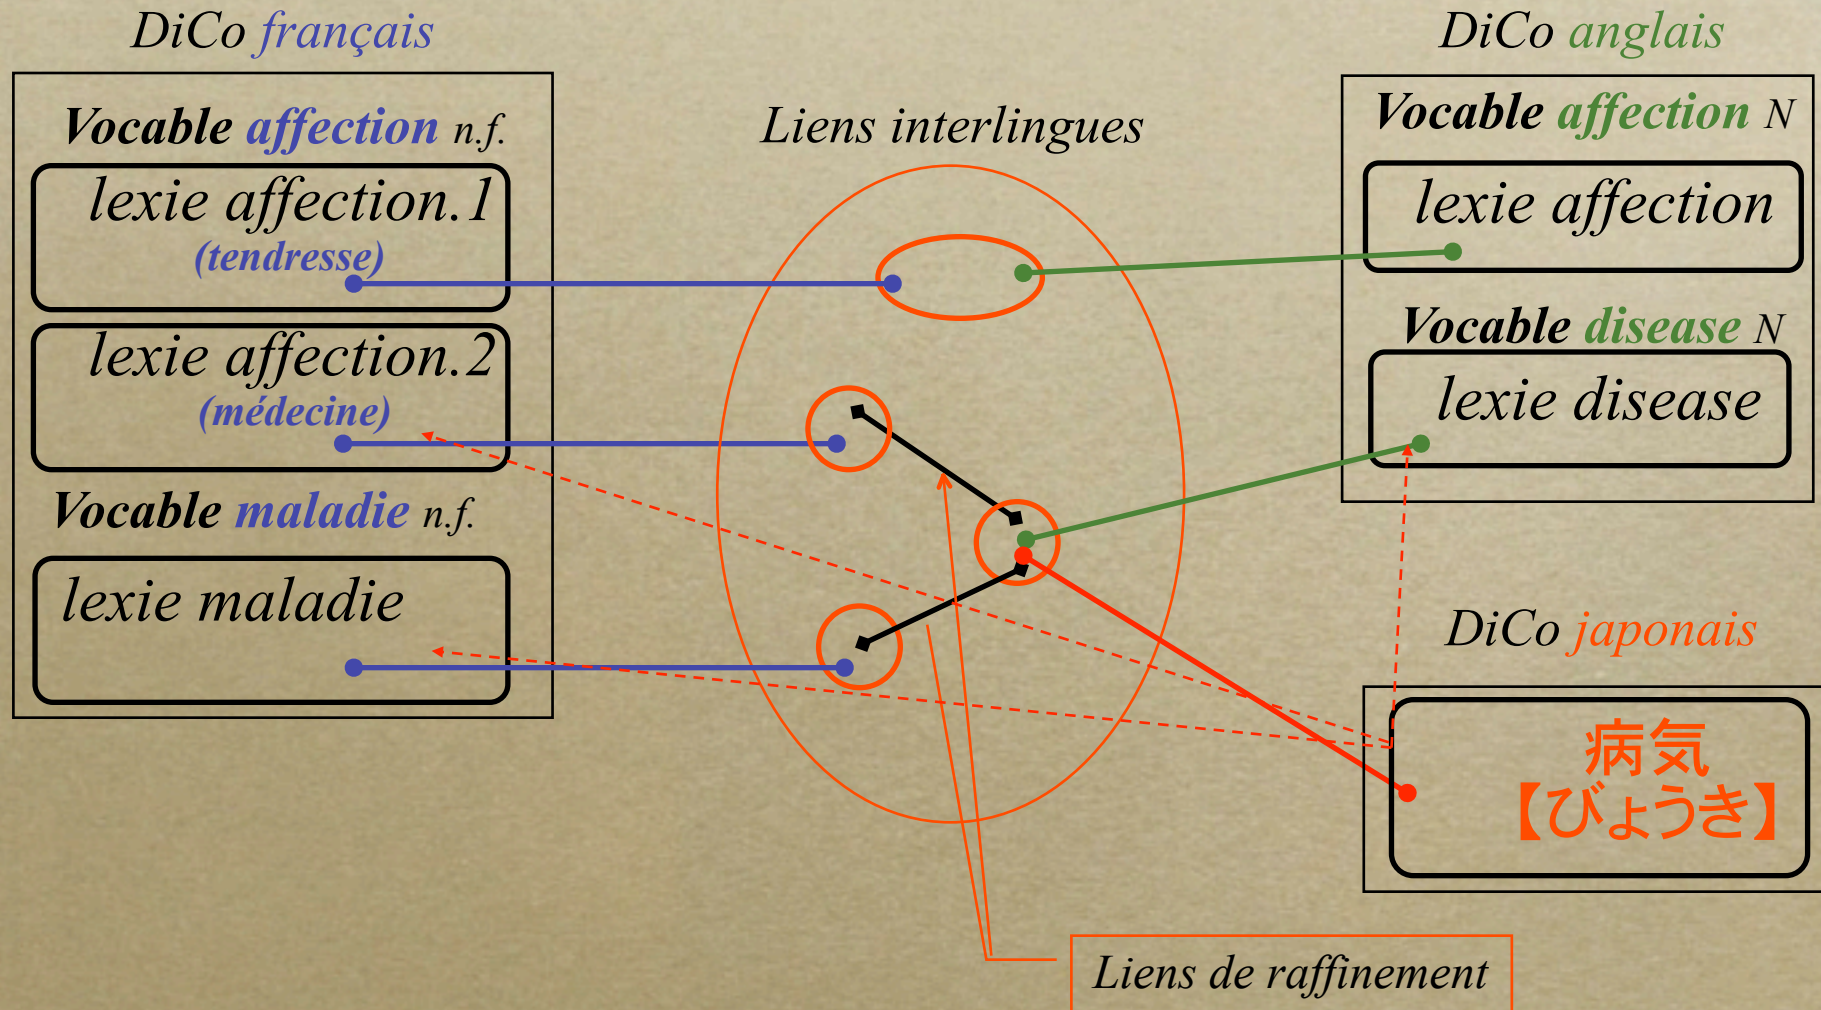 DiCo français
Vocable affection n.f.
lexie affection.1
(tendresse)
lexie affection.2
(médecine)
Vocable maladie n.f.
lexie maladie
Liens interlingues
DiCo anglais
Vocable affection N
lexie affection
Vocable disease N
lexie disease
DiCo japonais
病気
【びょうき】
Liens de raffinement